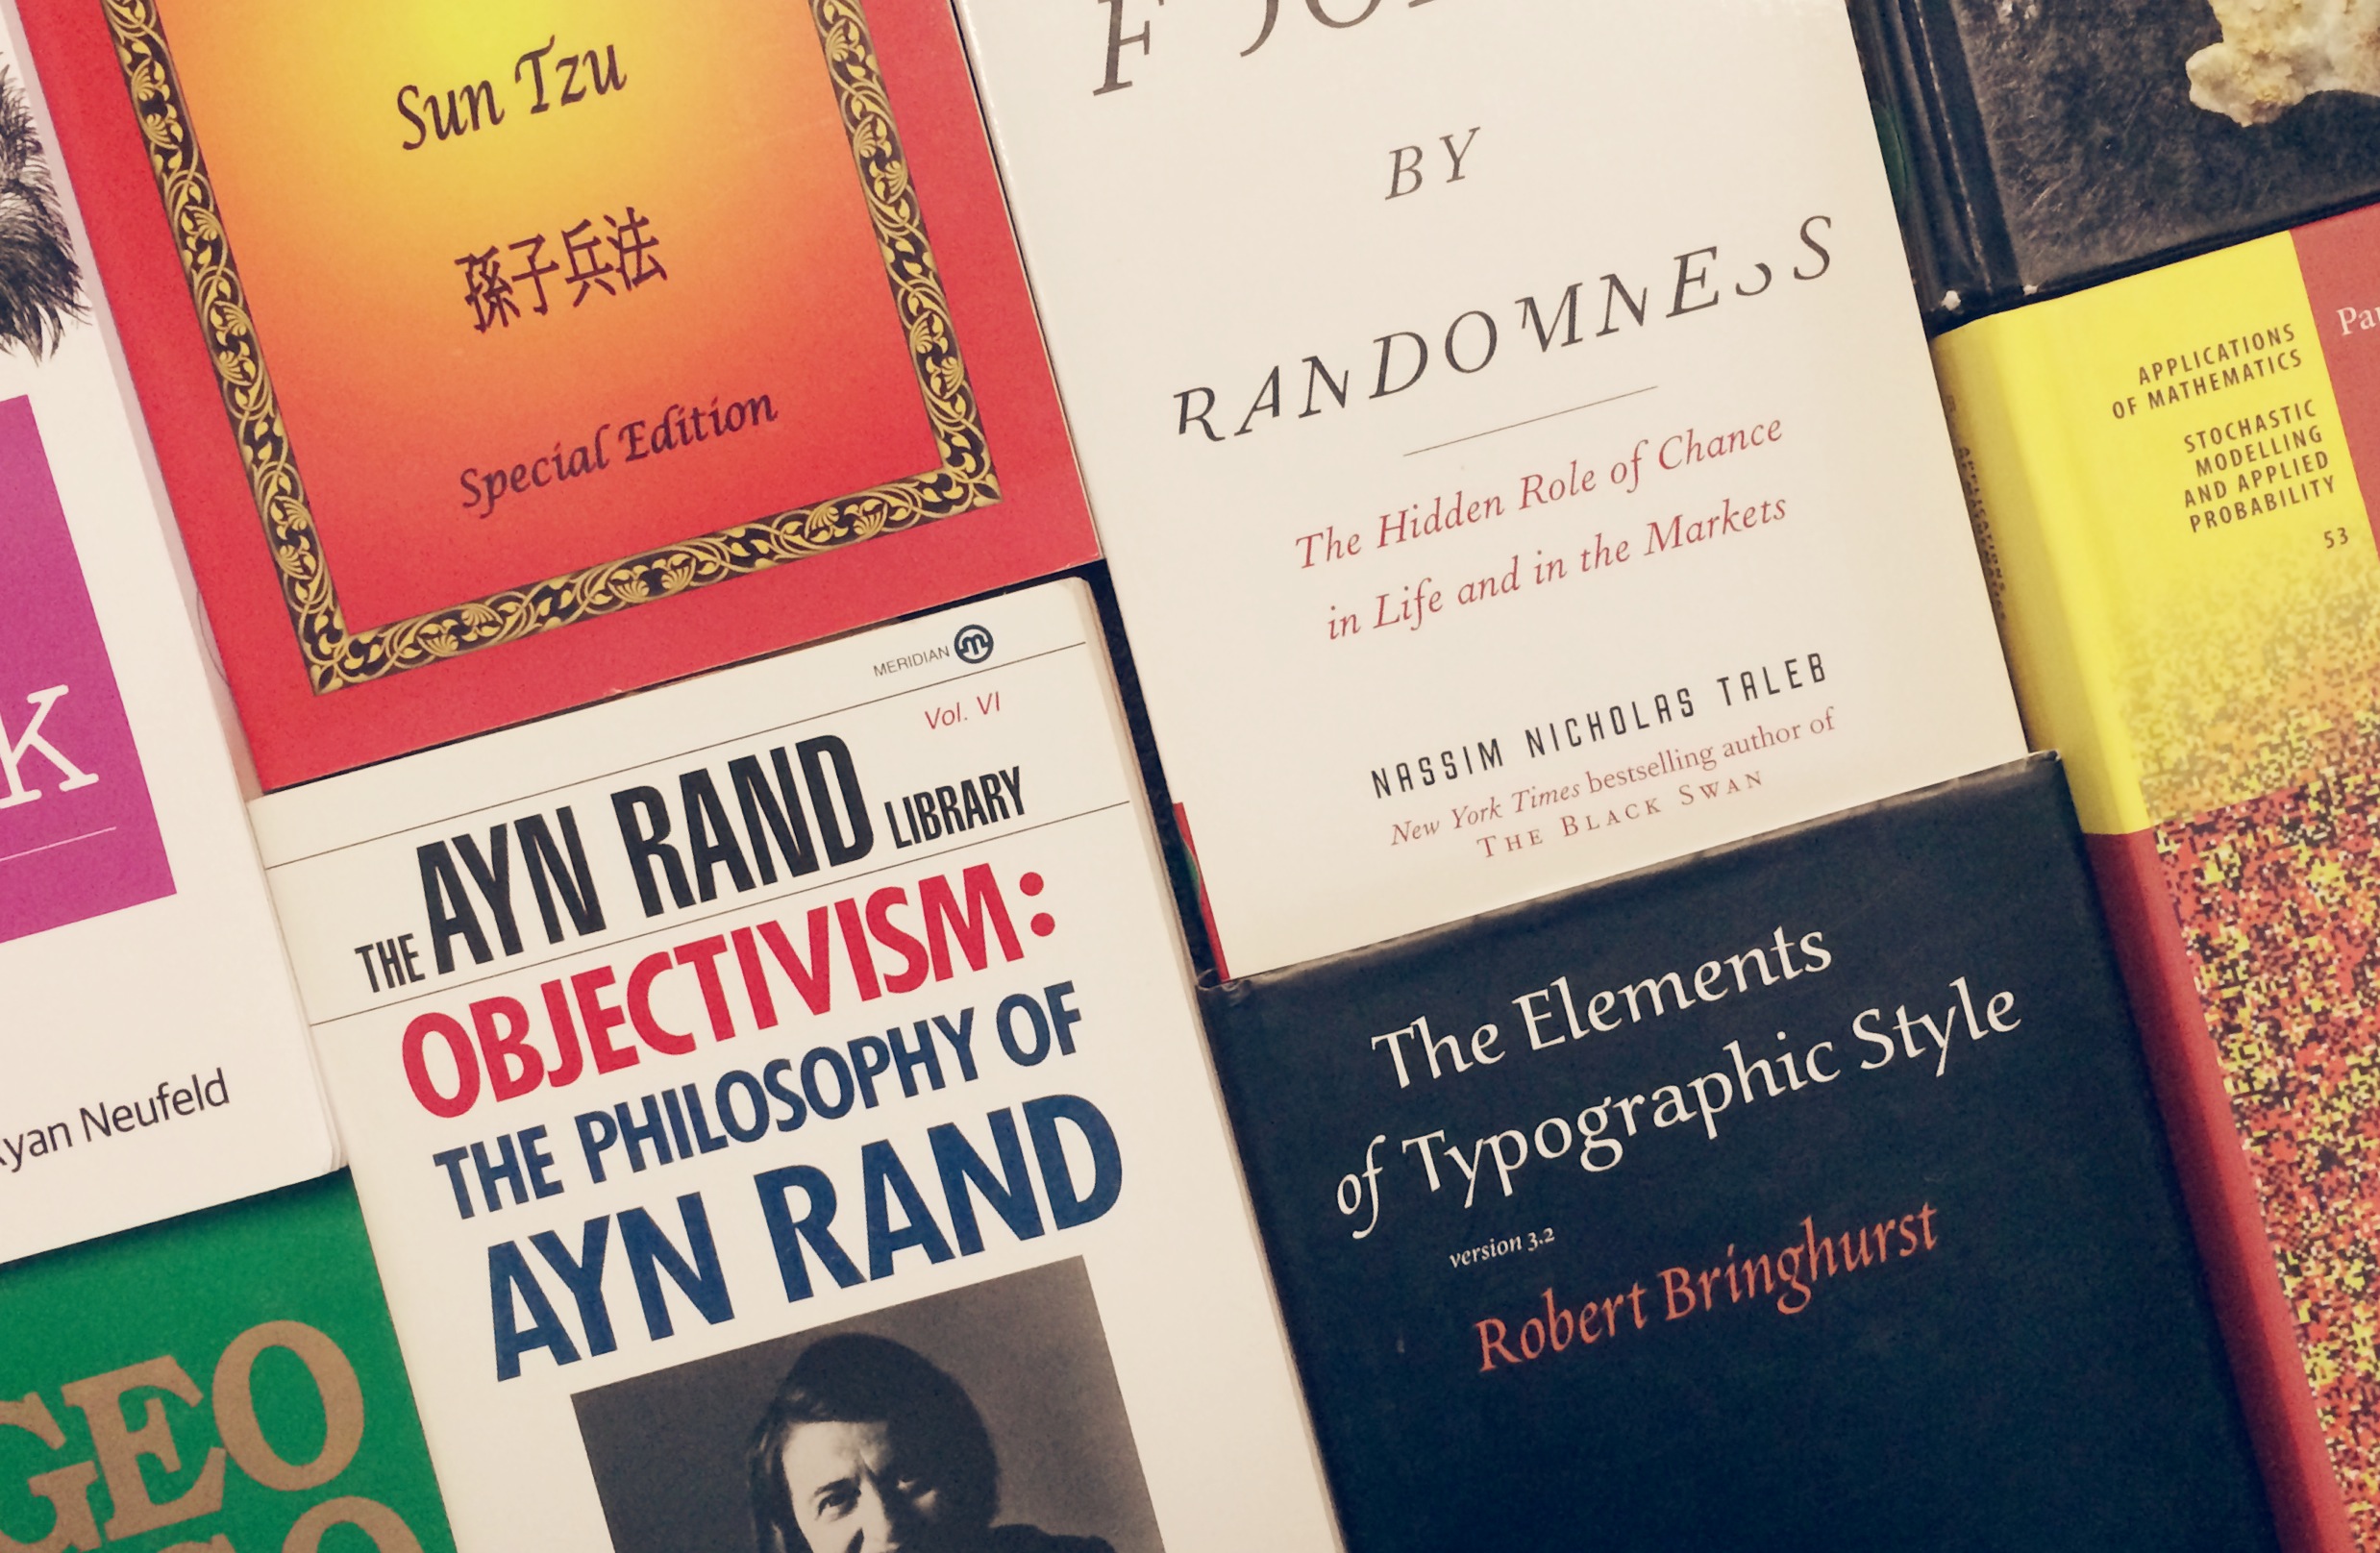 Sun Tzu
孫子兵法
Special Edition
BY
RANDOMNESS
The Hidden Role of Chance
in Life and in the Markets
NASSIM NICHOLAS TALEB
New York Times bestselling author of
THE BLACK SWAN
APPLICATIONS
OF MATHEMATICS
STOCHASTIC
MODELLING
AND APPLIED
PROBABILITY
53
k
yan Neufeld
MERIDIAN
Vol. VI
THE AYN RAND LIBRARY
OBJECTIVISM:
THE PHILOSOPHY OF
AYN RAND
The Elements
of Typographic Style
version 3.2
Robert Bringhurst
GEO